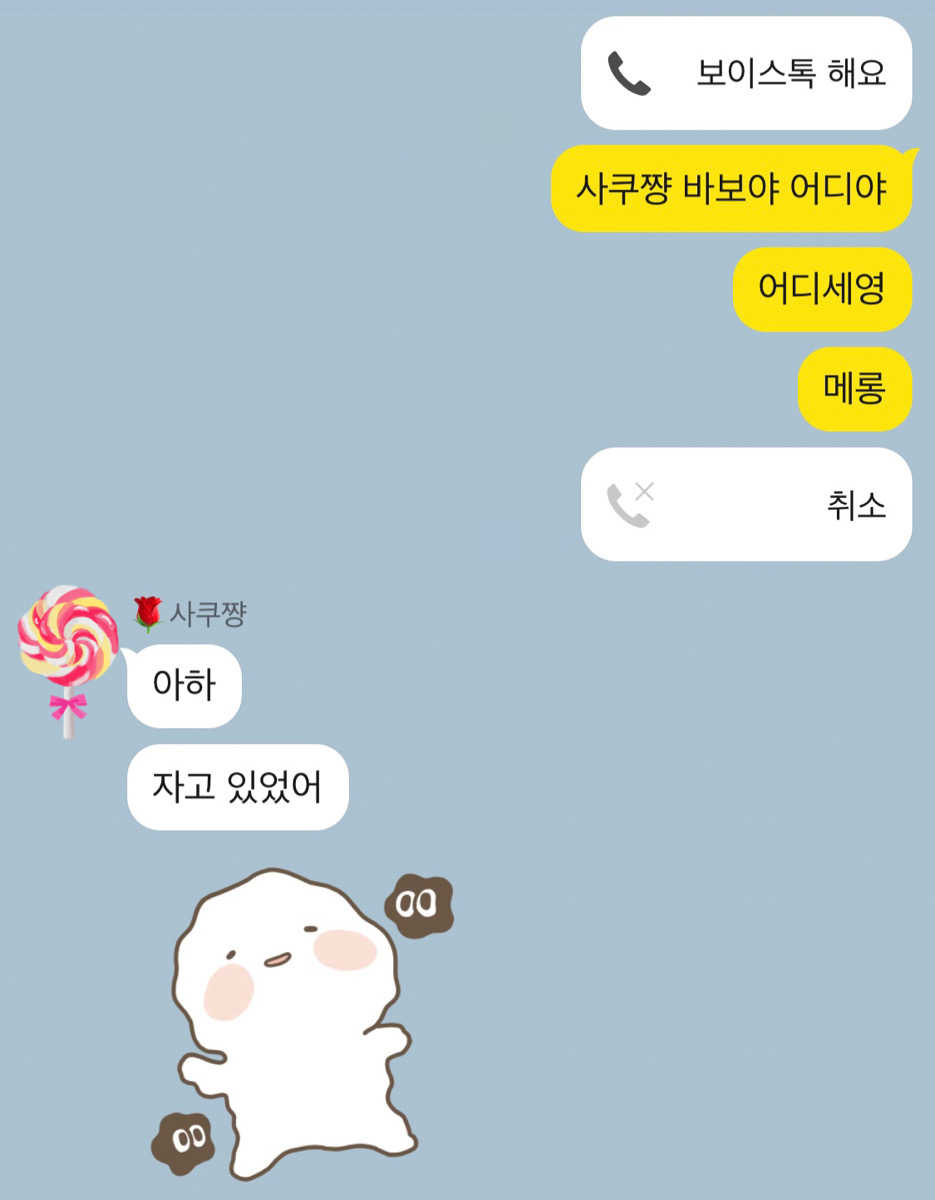 보이스톡 해요
사쿠쨩 바보야 어디야
어디세영
메롱
취소
🌹사쿠쨩
아하
자고 있었어